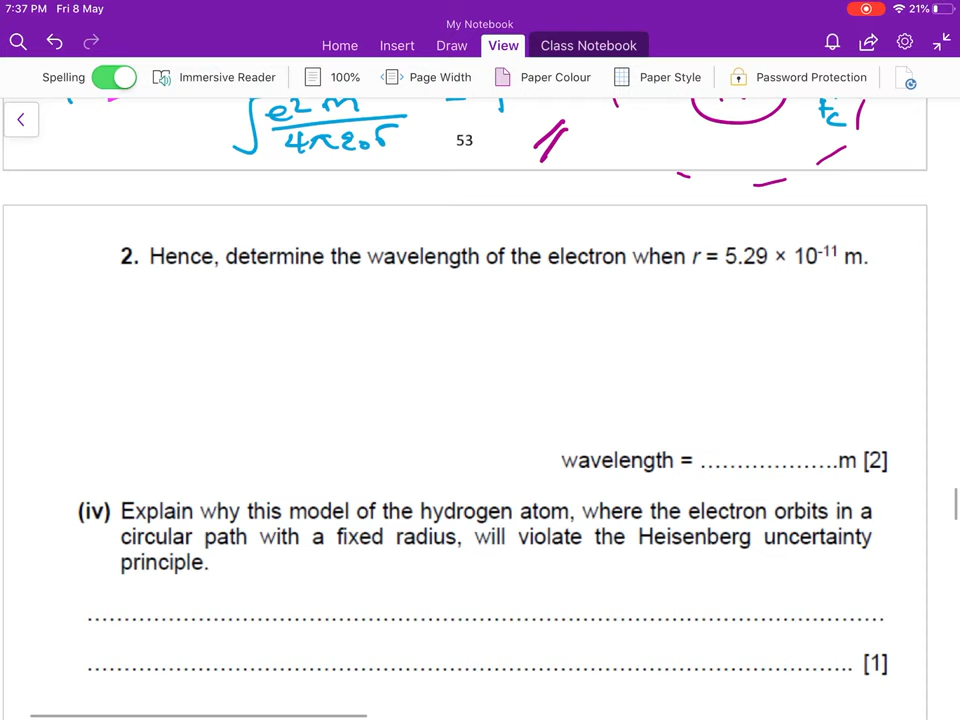 7:37 PM Fri 8 May
21%
My Notebook
Home Insert Draw View Class Notebook
Spelling Immersive Reader 100% Page Width Paper Colour Paper Style Password Protection
e² m
4πε₀r
53
2. Hence, determine the wavelength of the electron when r = 5.29 × 10⁻¹¹ m.
wavelength = ....................m [2]
(iv) Explain why this model of the hydrogen atom, where the electron orbits in a
circular path with a fixed radius, will violate the Heisenberg uncertainty
principle.
[1]